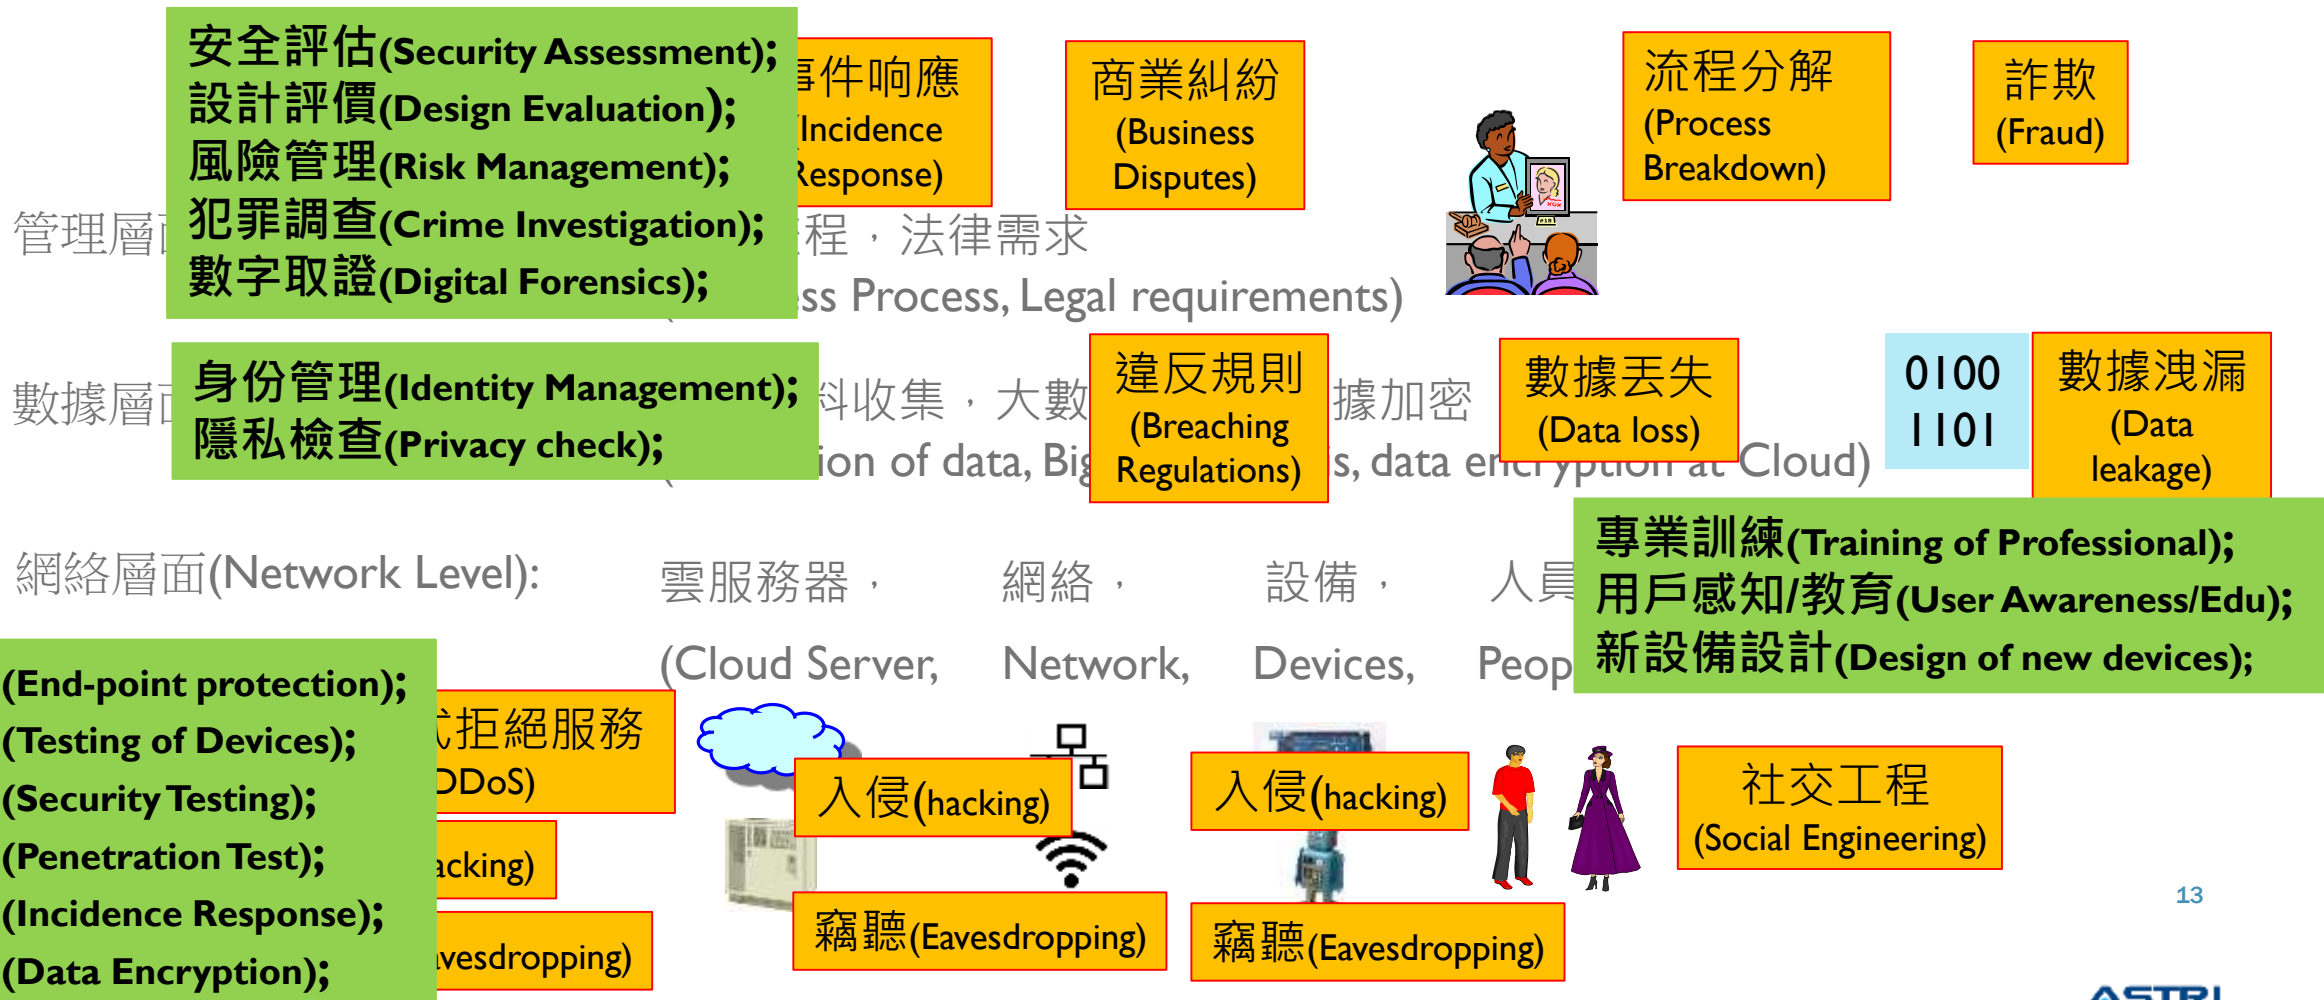 安全評估(Security Assessment);
設計評價(Design Evaluation);
風險管理(Risk Management);
犯罪調查(Crime Investigation);
數字取證(Digital Forensics);
事件响應
(Incidence
Response)
商業糾紛
(Business
Disputes)
流程分解
(Process
Breakdown)
詐欺
(Fraud)
管理層
程，法律需求
Process, Legal requirements)
身份管理(Identity Management);
隱私檢查(Privacy check);
違反規則
(Breaching
Regulations)
數據丟失
(Data loss)
0100
1101
數據洩漏
(Data
leakage)
數據層
料收集，大數
據加密
of data,
data encryption at Cloud)
專業訓練(Training of Professional);
用戶感知/教育(User Awareness/Edu);
新設備設計(Design of new devices);
網絡層面(Network Level):
雲服務器， 網絡， 設備， 人員
(Cloud Server, Network, Devices,
(End-point protection);
(Testing of Devices);
(Security Testing);
(Penetration Test);
(Incidence Response);
(Data Encryption);
式拒絕服務
DDoS)
入侵(hacking)
竊聽(Eavesdropping)
入侵(hacking)
竊聽(Eavesdropping)
社交工程
(Social Engineering)
13
ASTRI